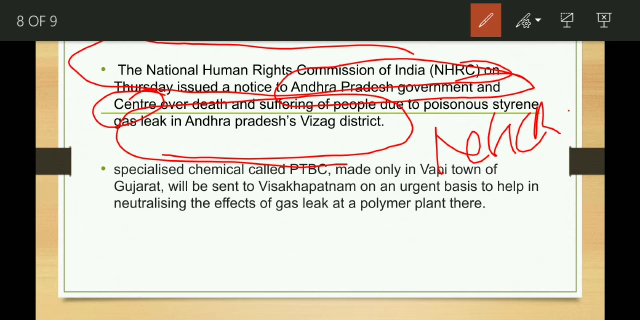 8 OF 9
The National Human Rights Commission of India (NHRC) on
Thursday issued a notice to Andhra Pradesh government and
Centre over death and suffering of people due to poisonous styrene
gas leak in Andhra pradesh's Vizag district.
specialised chemical called PTBC, made only in Vapi town of
Gujarat, will be sent to Visakhapatnam on an urgent basis to help in
neutralising the effects of gas leak at a polymer plant there.